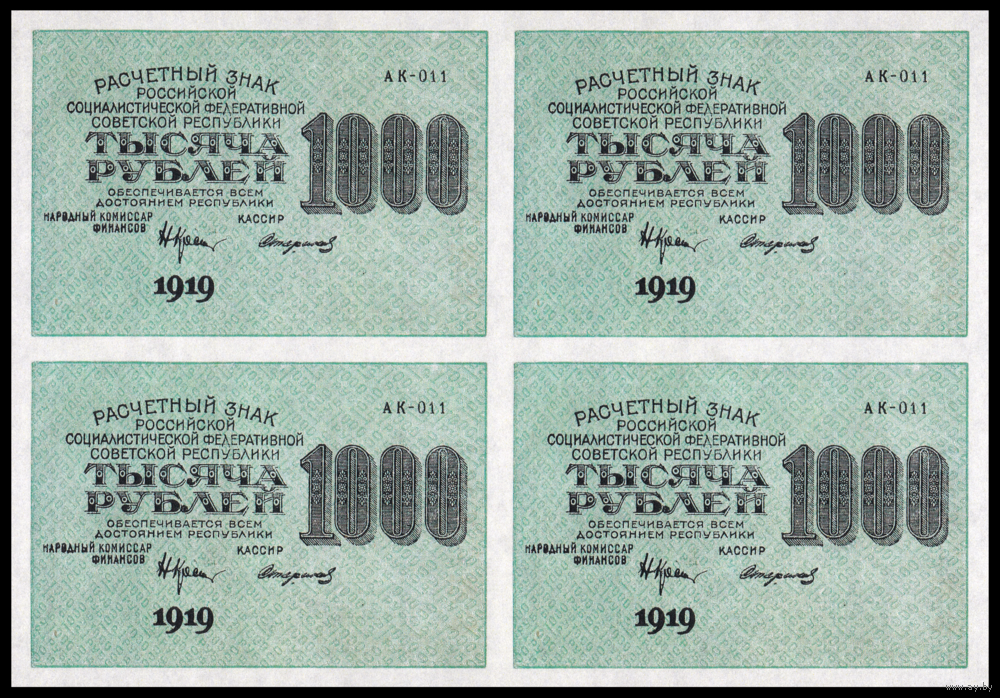 РАСЧЕТНЫЙ ЗНАК
АК-011
РОССИЙСКОЙ
СОЦИАЛИСТИЧЕСКОЙ ФЕДЕРАТИВНОЙ
СОВЕТСКОЙ РЕСПУБЛИКИ
ТЫСЯЧА
РУБЛЕЙ
1000
ОБЕСПЕЧИВАЕТСЯ ВСЕМ
ДОСТОЯНИЕМ РЕСПУБЛИКИ
НАРОДНЫЙ КОМИССАР
ФИНАНСОВ
КАССИР
1919
РАСЧЕТНЫЙ ЗНАК
АК-011
РОССИЙСКОЙ
СОЦИАЛИСТИЧЕСКОЙ ФЕДЕРАТИВНОЙ
СОВЕТСКОЙ РЕСПУБЛИКИ
ТЫСЯЧА
РУБЛЕЙ
1000
ОБЕСПЕЧИВАЕТСЯ ВСЕМ
ДОСТОЯНИЕМ РЕСПУБЛИКИ
НАРОДНЫЙ КОМИССАР
ФИНАНСОВ
КАССИР
1919
РАСЧЕТНЫЙ ЗНАК
АК-011
РОССИЙСКОЙ
СОЦИАЛИСТИЧЕСКОЙ ФЕДЕРАТИВНОЙ
СОВЕТСКОЙ РЕСПУБЛИКИ
ТЫСЯЧА
РУБЛЕЙ
1000
ОБЕСПЕЧИВАЕТСЯ ВСЕМ
ДОСТОЯНИЕМ РЕСПУБЛИКИ
НАРОДНЫЙ КОМИССАР
ФИНАНСОВ
КАССИР
1919
РАСЧЕТНЫЙ ЗНАК
АК-011
РОССИЙСКОЙ
СОЦИАЛИСТИЧЕСКОЙ ФЕДЕРАТИВНОЙ
СОВЕТСКОЙ РЕСПУБЛИКИ
ТЫСЯЧА
РУБЛЕЙ
1000
ОБЕСПЕЧИВАЕТСЯ ВСЕМ
ДОСТОЯНИЕМ РЕСПУБЛИКИ
НАРОДНЫЙ КОМИССАР
ФИНАНСОВ
КАССИР
1919
www.ay.by